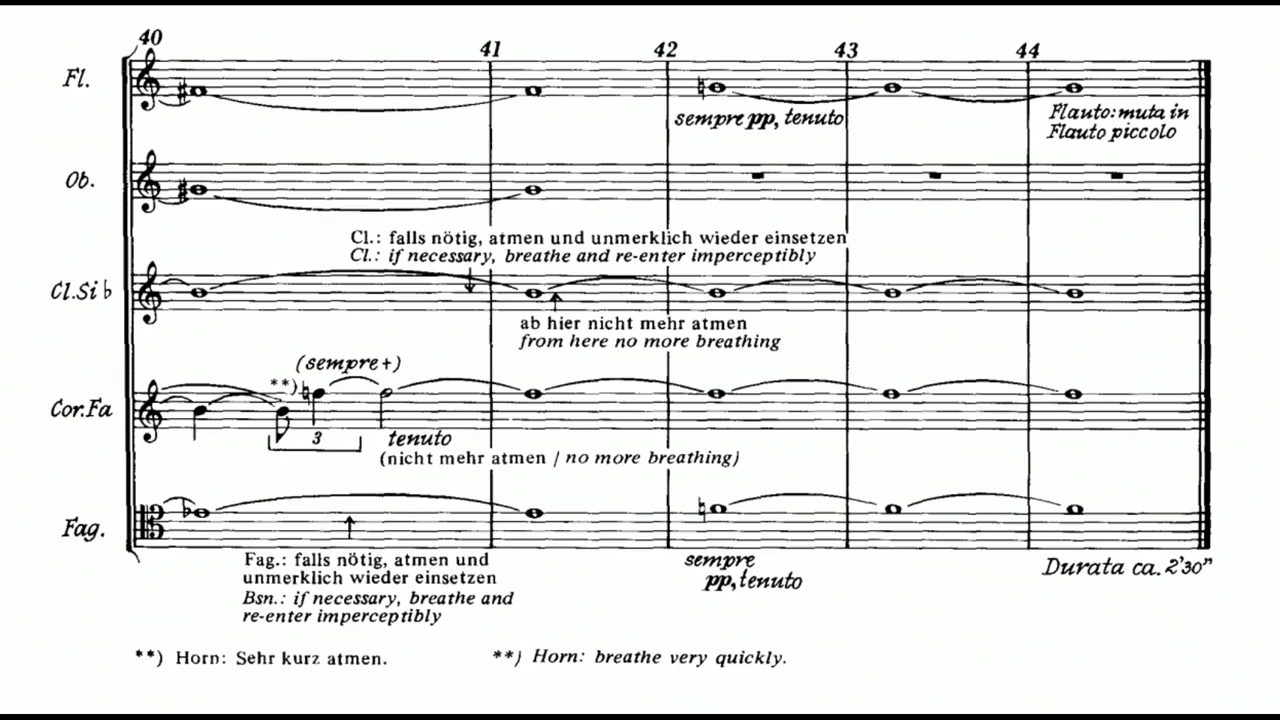 40 41 42 43 44
Fl.
sempre pp, tenuto
Flauto: muta in
Flauto piccolo
Ob.
Cl.: falls nötig, atmen und unmerklich wieder einsetzen
Cl.: if necessary, breathe and re-enter imperceptibly
Cl.Si♭
ab hier nicht mehr atmen
from here no more breathing
(sempre+)
**)
Cor.Fa
3
tenuto
(nicht mehr atmen / no more breathing)
Fag.
Fag.: falls nötig, atmen und
unmerklich wieder einsetzen
Bsn.: if necessary, breathe and
re-enter imperceptibly
sempre
pp, tenuto
Durata ca. 2'30"
**) Horn: Sehr kurz atmen.
**) Horn: breathe very quickly.